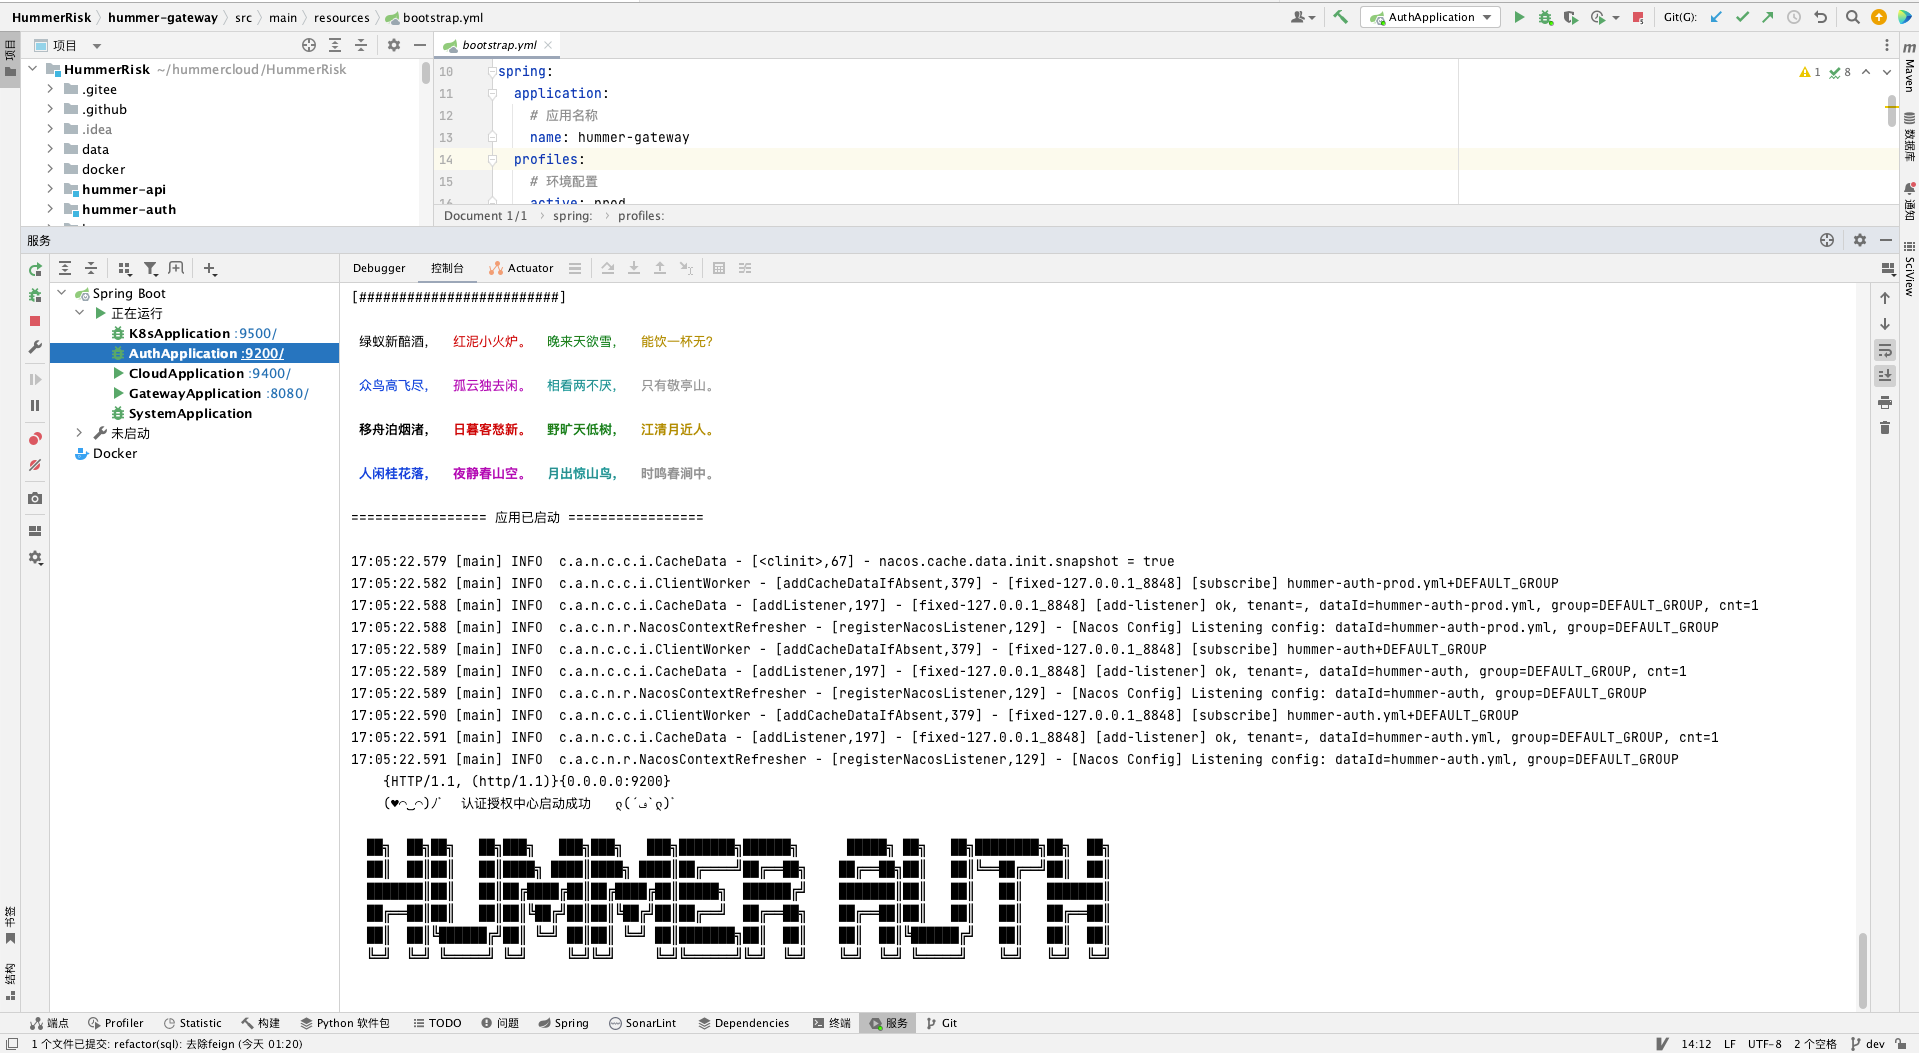 HummerRisk hummer-gateway src main resources bootstrap.yml AuthApplication Git(G):
项目 bootstrap.yml
HummerRisk ~/hummercloud/HummerRisk
.gitee
.github
.idea
data
docker
hummer-api
hummer-auth
10 spring:
11 application:
12 # 应用名称
13 name: hummer-gateway
14 profiles:
15 # 环境配置
16 active: prod
1 8
Document 1/1 spring: profiles:
项目
书签
结构
Maven
数据库
通知
SciView
服务
Debugger 控制台 Actuator
Spring Boot
正在运行
K8sApplication :9500/
AuthApplication :9200/
CloudApplication :9400/
GatewayApplication :8080/
SystemApplication
未启动
Docker
[#########################]
绿蚁新醅酒， 红泥小火炉。 晚来天欲雪， 能饮一杯无?
众鸟高飞尽， 孤云独去闲。 相看两不厌， 只有敬亭山。
移舟泊烟渚， 日暮客愁新。 野旷天低树， 江清月近人。
人闲桂花落， 夜静春山空。 月出惊山鸟， 时鸣春涧中。
================= 应用已启动 =================
17:05:22.579 [main] INFO  c.a.n.c.c.i.CacheData - [<clinit>,67] - nacos.cache.data.init.snapshot = true
17:05:22.582 [main] INFO  c.a.n.c.c.i.ClientWorker - [addCacheDataIfAbsent,379] - [fixed-127.0.0.1_8848] [subscribe] hummer-auth-prod.yml+DEFAULT_GROUP
17:05:22.588 [main] INFO  c.a.n.c.c.i.CacheData - [addListener,197] - [fixed-127.0.0.1_8848] [add-listener] ok, tenant=, dataId=hummer-auth-prod.yml, group=DEFAULT_GROUP, cnt=1
17:05:22.588 [main] INFO  c.a.c.n.r.NacosContextRefresher - [registerNacosListener,129] - [Nacos Config] Listening config: dataId=hummer-auth-prod.yml, group=DEFAULT_GROUP
17:05:22.589 [main] INFO  c.a.n.c.c.i.ClientWorker - [addCacheDataIfAbsent,379] - [fixed-127.0.0.1_8848] [subscribe] hummer-auth+DEFAULT_GROUP
17:05:22.589 [main] INFO  c.a.n.c.c.i.CacheData - [addListener,197] - [fixed-127.0.0.1_8848] [add-listener] ok, tenant=, dataId=hummer-auth, group=DEFAULT_GROUP, cnt=1
17:05:22.589 [main] INFO  c.a.c.n.r.NacosContextRefresher - [registerNacosListener,129] - [Nacos Config] Listening config: dataId=hummer-auth, group=DEFAULT_GROUP
17:05:22.590 [main] INFO  c.a.n.c.c.i.ClientWorker - [addCacheDataIfAbsent,379] - [fixed-127.0.0.1_8848] [subscribe] hummer-auth.yml+DEFAULT_GROUP
17:05:22.591 [main] INFO  c.a.n.c.c.i.CacheData - [addListener,197] - [fixed-127.0.0.1_8848] [add-listener] ok, tenant=, dataId=hummer-auth.yml, group=DEFAULT_GROUP, cnt=1
17:05:22.591 [main] INFO  c.a.c.n.r.NacosContextRefresher - [registerNacosListener,129] - [Nacos Config] Listening config: dataId=hummer-auth.yml, group=DEFAULT_GROUP
{HTTP/1.1, (http/1.1)}{0.0.0.0:9200}
(♥◠‿◠)ﾉﾞ 认证授权中心启动成功 ლ(´ڡ`ლ)ﾞ
HUMMER AUTH
端点 Profiler Statistic 构建 Python 软件包 TODO 问题 Spring SonarLint Dependencies 终端 服务 Git
1 个文件已提交: refactor(sql): 去除feign (今天 01:20) 14:12 LF UTF-8 2 个空格 dev